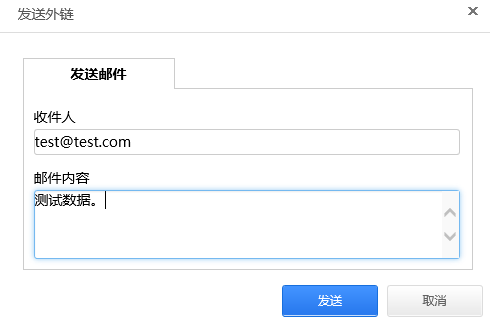 发送外链
发送邮件
收件人
test@test.com
邮件内容
测试数据。
发送
取消